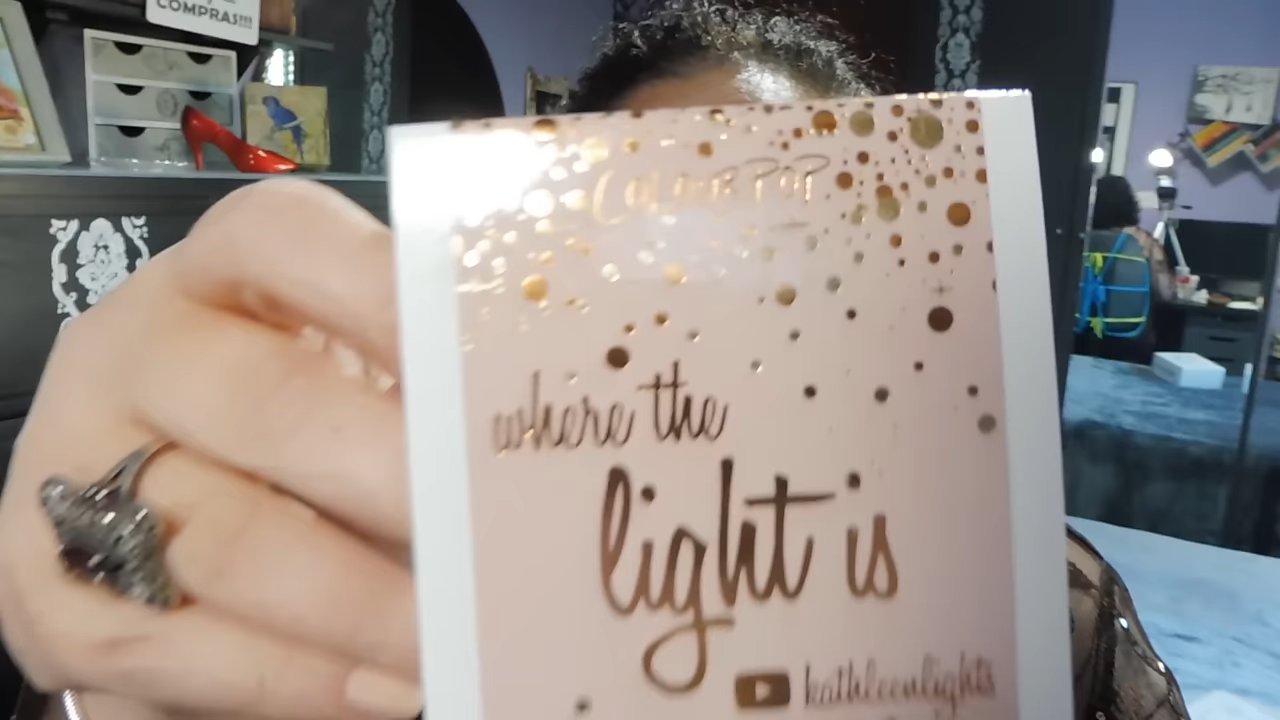 COMPRAS!!!
COLOURPOP
where the
light is
kathleenlights